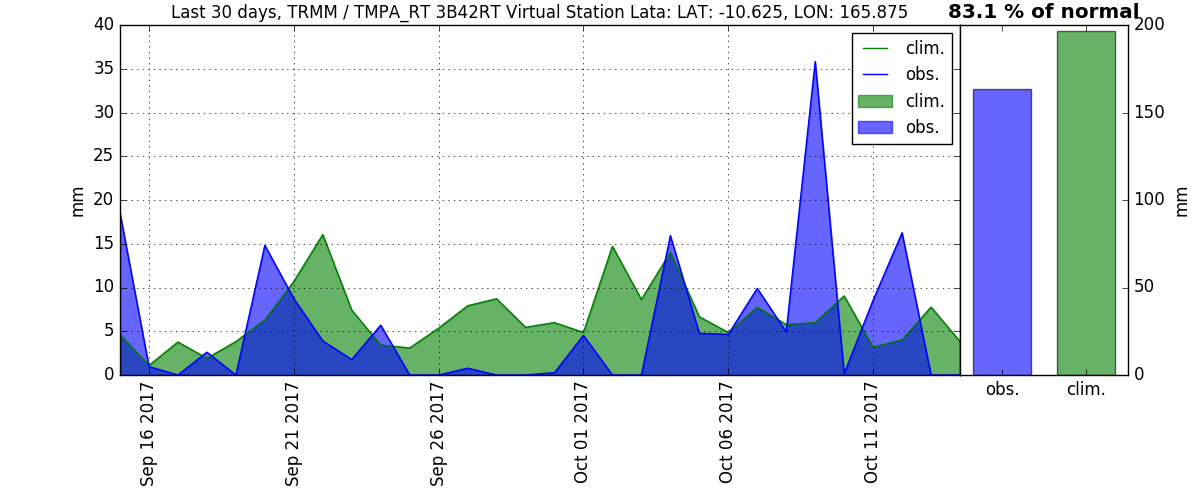 Last 30 days, TRMM / TMPA_RT 3B42RT Virtual Station Lata: LAT: -10.625, LON: 165.875
83.1 % of normal
40
35
30
25
20
15
10
5
0
mm
clim.
obs.
clim.
obs.
Sep 16 2017
Sep 21 2017
Sep 26 2017
Oct 01 2017
Oct 06 2017
Oct 11 2017
200
150
100
50
0
mm
obs.
clim.